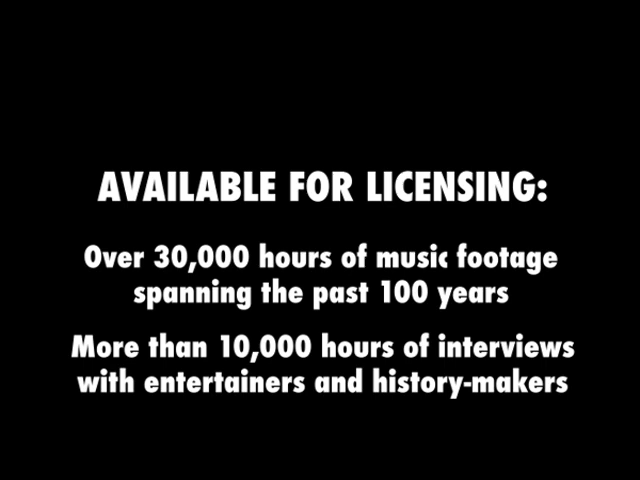 AVAILABLE FOR LICENSING:
Over 30,000 hours of music footage
spanning the past 100 years
More than 10,000 hours of interviews
with entertainers and history-makers